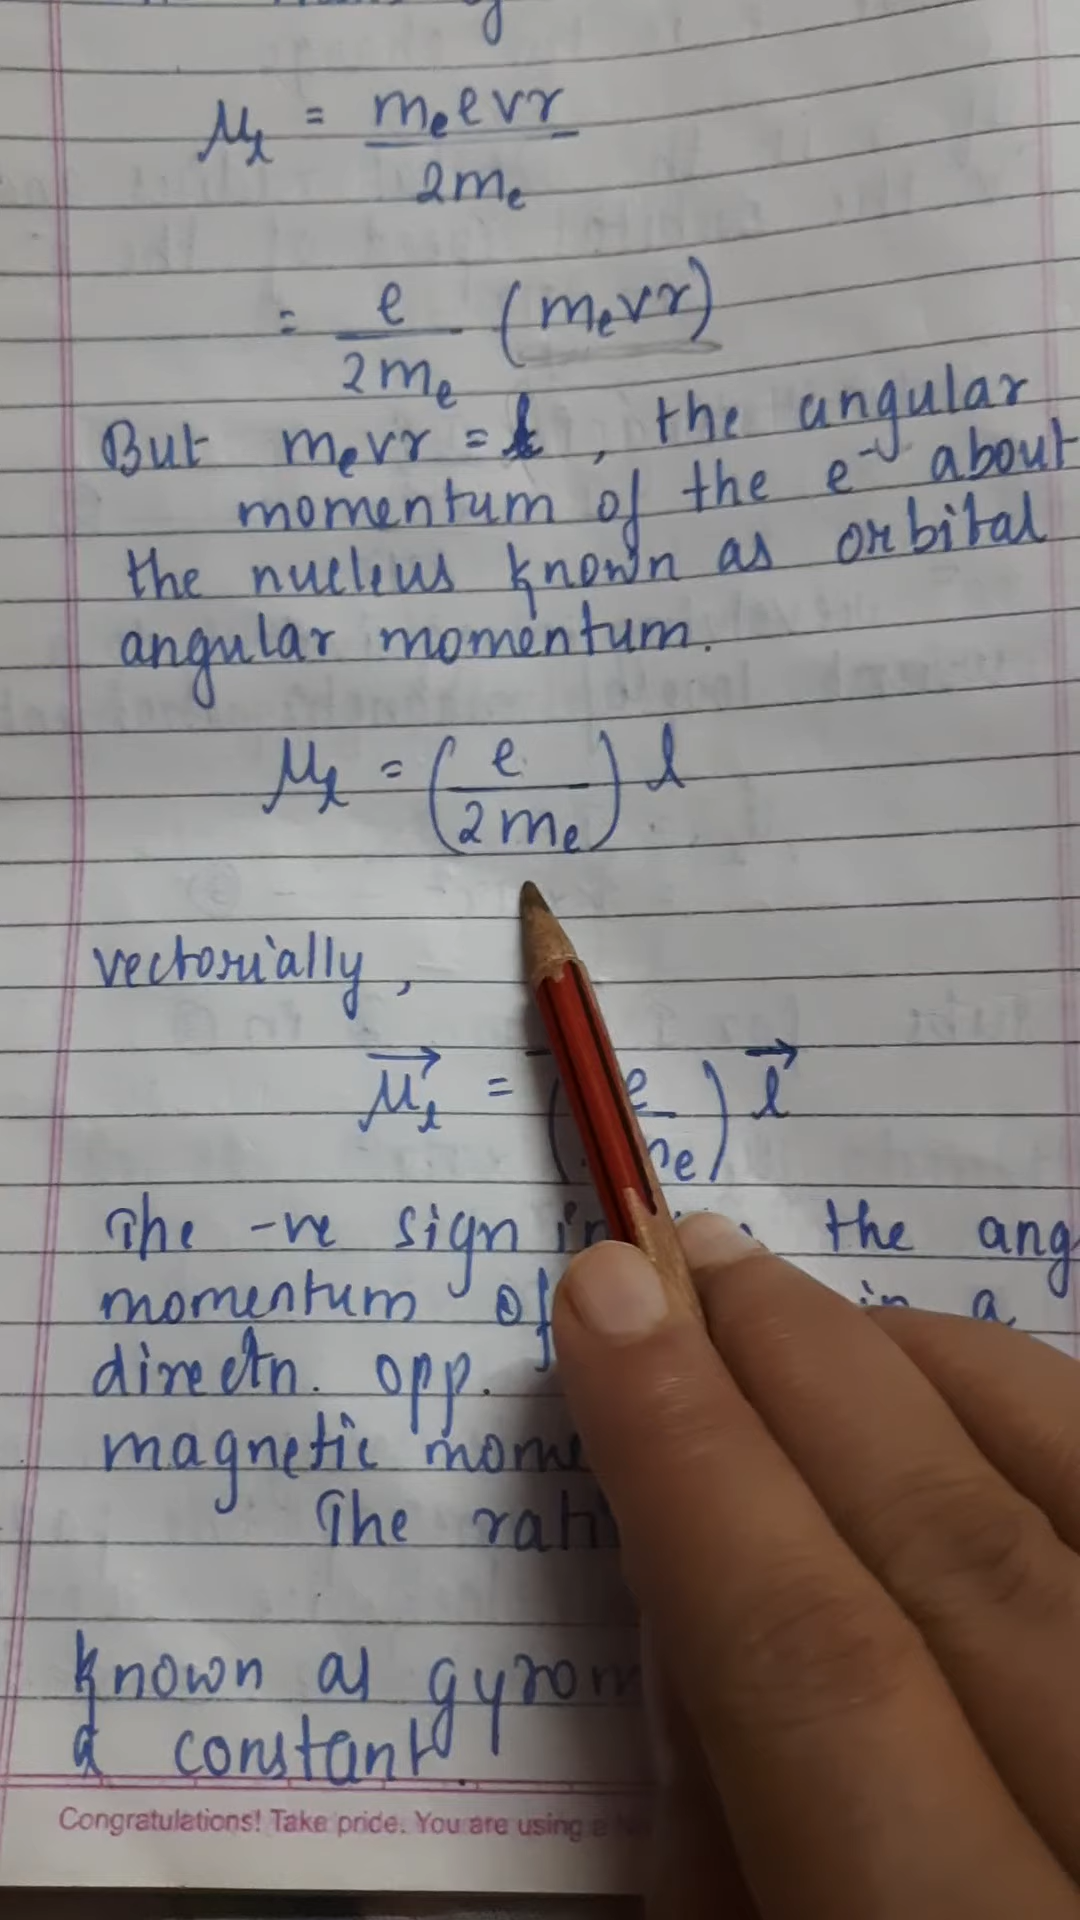 μl = mₑevr / 2mₑ
= e / 2mₑ (mₑvr)
But mₑvr = l, the angular
momentum of the e⁻ about
the nucleus known as orbital
angular momentum.
μl = (e / 2mₑ) l
vectorially,
μl⃗ = e l⃗
The -ve sign the ang
momentum of in a
directn. opp.
magnetic
The
known as
a constant.
Congratulations! Take pride. You are using